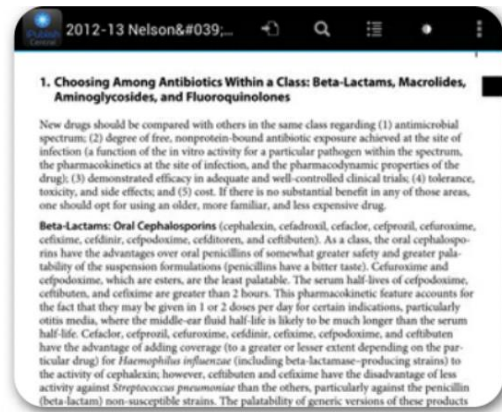 iPublish
Central
2012-13 Nelson&#039;_...
1. Choosing Among Antibiotics Within a Class: Beta-Lactams, Macrolides,
Aminoglycosides, and Fluoroquinolones
New drugs should be compared with others in the same class regarding (1) antimicrobial
spectrum; (2) degree of free, nonprotein-bound antibiotic exposure achieved at the site of
infection (a function of the in vitro activity for a particular pathogen within the spectrum,
the pharmacokinetics at the site of infection, and the pharmacodynamic properties of the
drug); (3) demonstrated efficacy in adequate and well-controlled clinical trials; (4) tolerance,
toxicity, and side effects; and (5) cost. If there is no substantial benefit in any of those areas,
one should opt for using an older, more familiar, and less expensive drug.
Beta-Lactams: Oral Cephalosporins (cephalexin, cefadroxil, cefaclor, cefprozil, cefuroxime,
cefixime, cefdinir, cefpodoxime, cefditoren, and ceftibuten). As a class, the oral cephalospo-
rins have the advantages over oral penicillins of somewhat greater safety and greater pala-
tability of the suspension formulations (penicillins have a bitter taste). Cefuroxime and
cefpodoxime, which are esters, are the least palatable. The serum half-lives of cefpodoxime,
ceftibuten, and cefixime are greater than 2 hours. This pharmacokinetic feature accounts for
the fact that they may be given in 1 or 2 doses per day for certain indications, particularly
otitis media, where the middle-ear fluid half-life is likely to be much longer than the serum
half-life. Cefaclor, cefprozil, cefuroxime, cefdinir, cefixime, cefpodoxime, and ceftibuten
have the advantage of adding coverage (to a greater or lesser extent depending on the par-
ticular drug) for Haemophilus influenzae (including beta-lactamase–producing strains) to
the activity of cephalexin; however, ceftibuten and cefixime have the disadvantage of less
activity against Streptococcus pneumoniae than the others, particularly against the penicillin
(beta-lactam) non-susceptible strains. The palatability of generic versions of these products